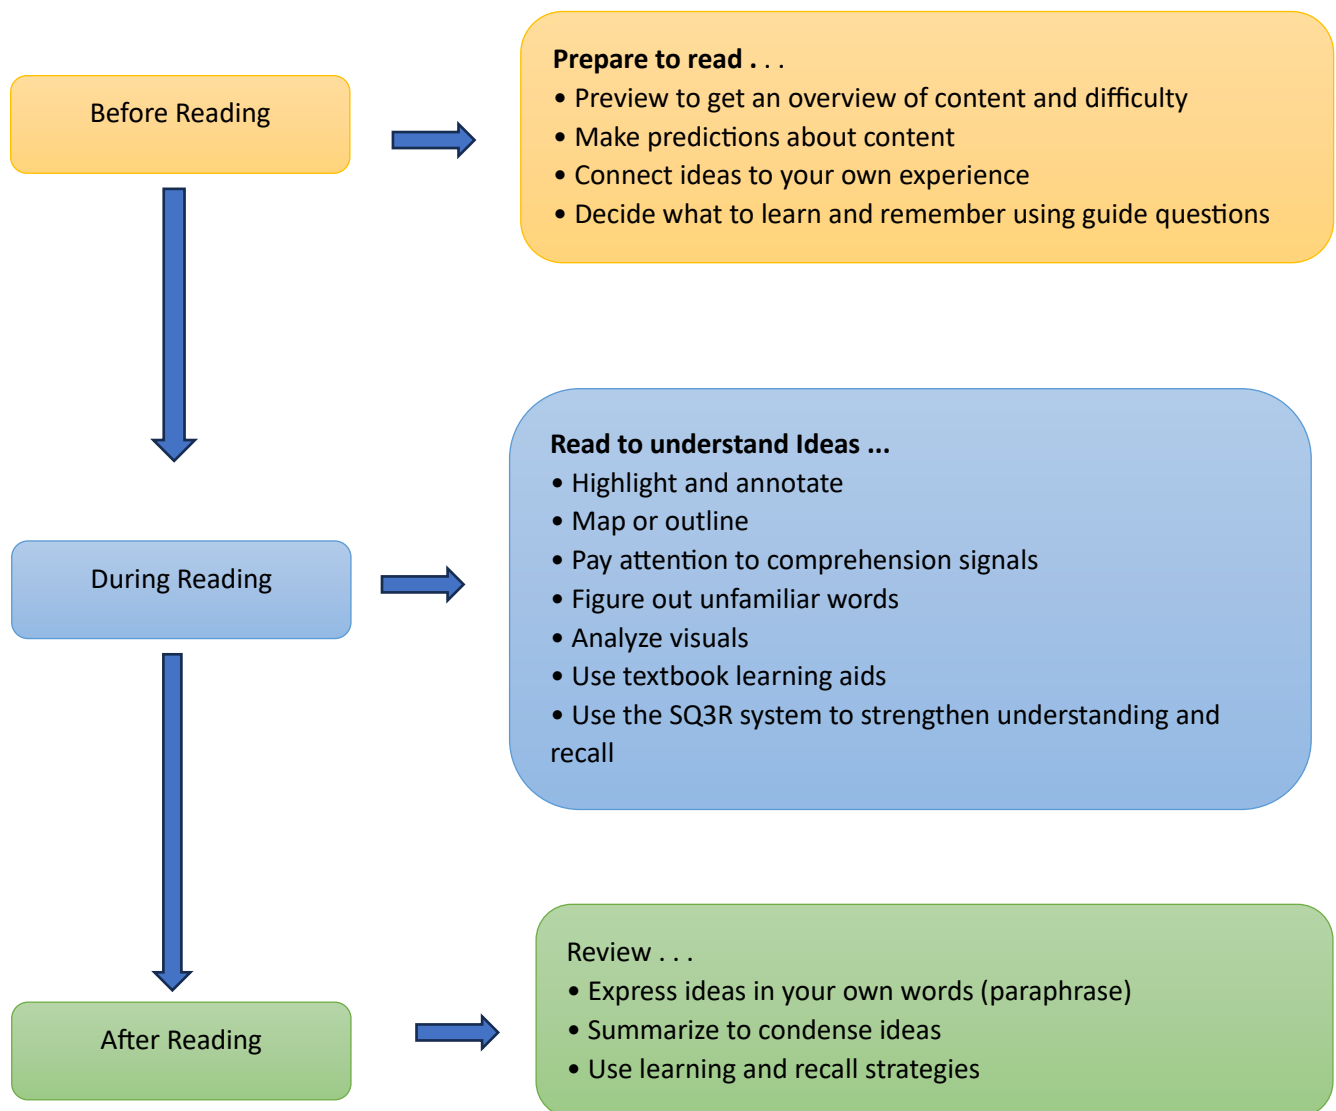 Before Reading
Prepare to read . . .
• Preview to get an overview of content and difficulty
• Make predictions about content
• Connect ideas to your own experience
• Decide what to learn and remember using guide questions
During Reading
Read to understand Ideas ...
• Highlight and annotate
• Map or outline
• Pay attention to comprehension signals
• Figure out unfamiliar words
• Analyze visuals
• Use textbook learning aids
• Use the SQ3R system to strengthen understanding and
recall
After Reading
Review . . .
• Express ideas in your own words (paraphrase)
• Summarize to condense ideas
• Use learning and recall strategies